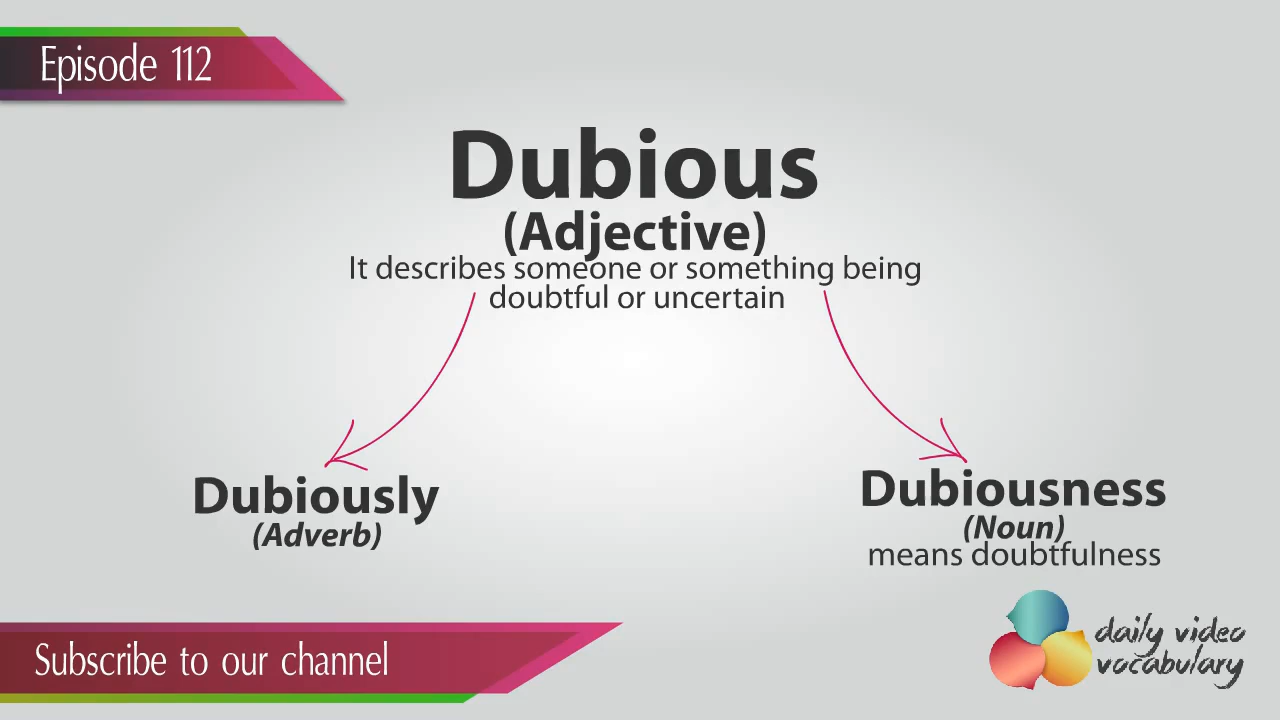 Episode 112
Dubious
(Adjective)
It describes someone or something being
doubtful or uncertain
Dubiously
(Adverb)
Dubiousness
(Noun)
means doubtfulness
Subscribe to our channel
daily video
vocabulary